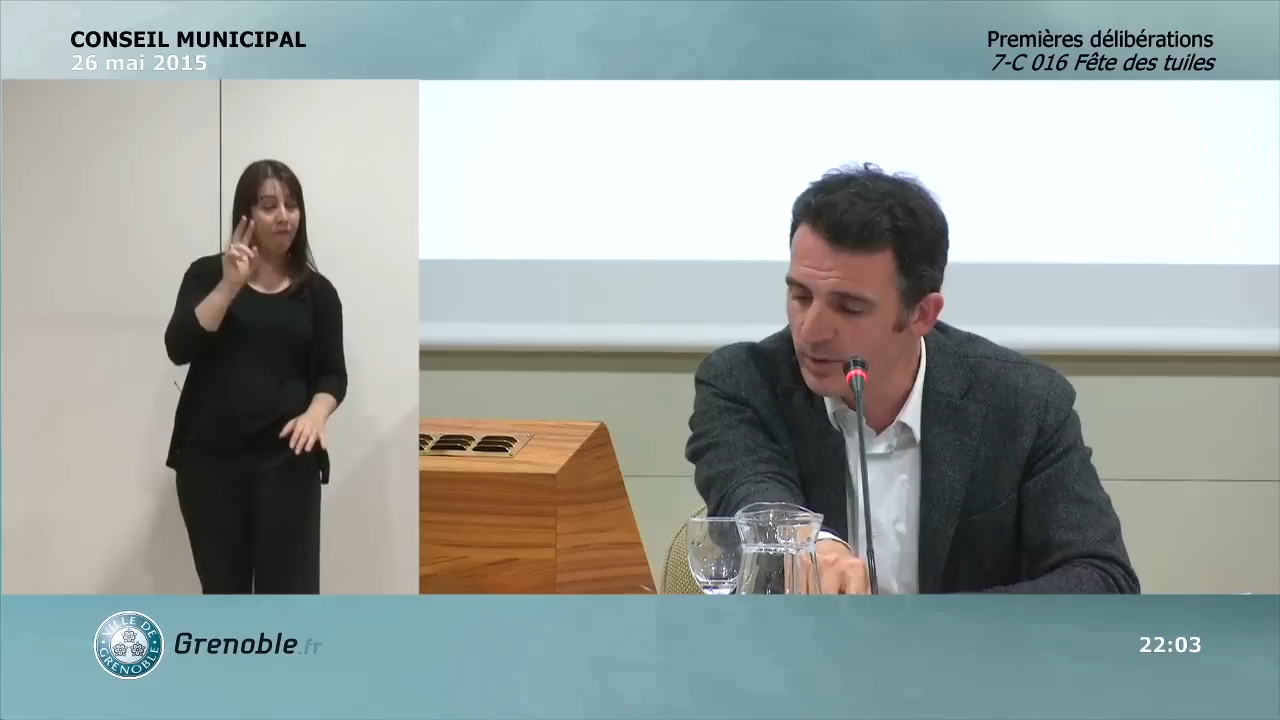 CONSEIL MUNICIPAL
26 mai 2015
Premières délibérations
7-C 016 Fête des tuiles
VILLE DE GRENOBLE
Grenoble.fr
22:03